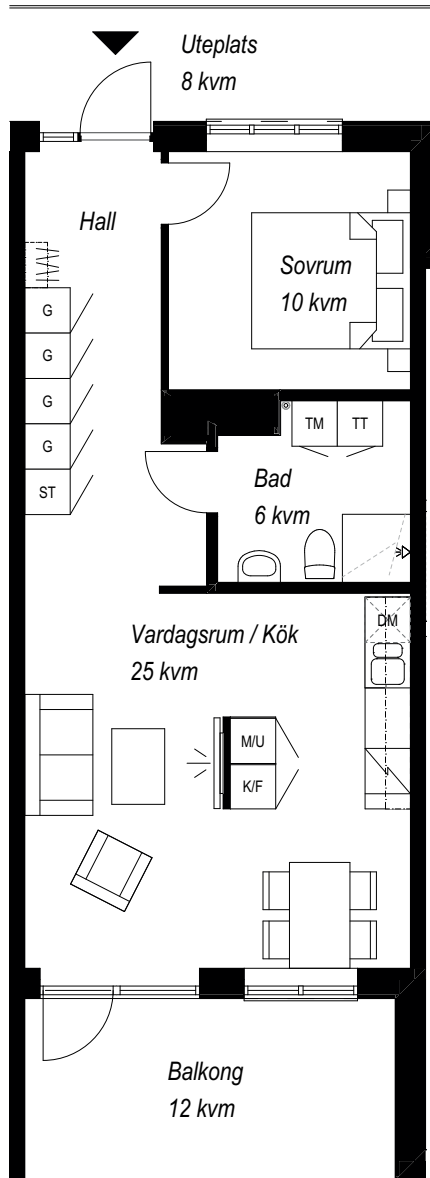 Uteplats
8 kvm
Hall
Sovrum
10 kvm
G
G
G
G
ST
TM TT
Bad
6 kvm
DM
Vardagsrum / Kök
25 kvm
M/U
K/F
Balkong
12 kvm